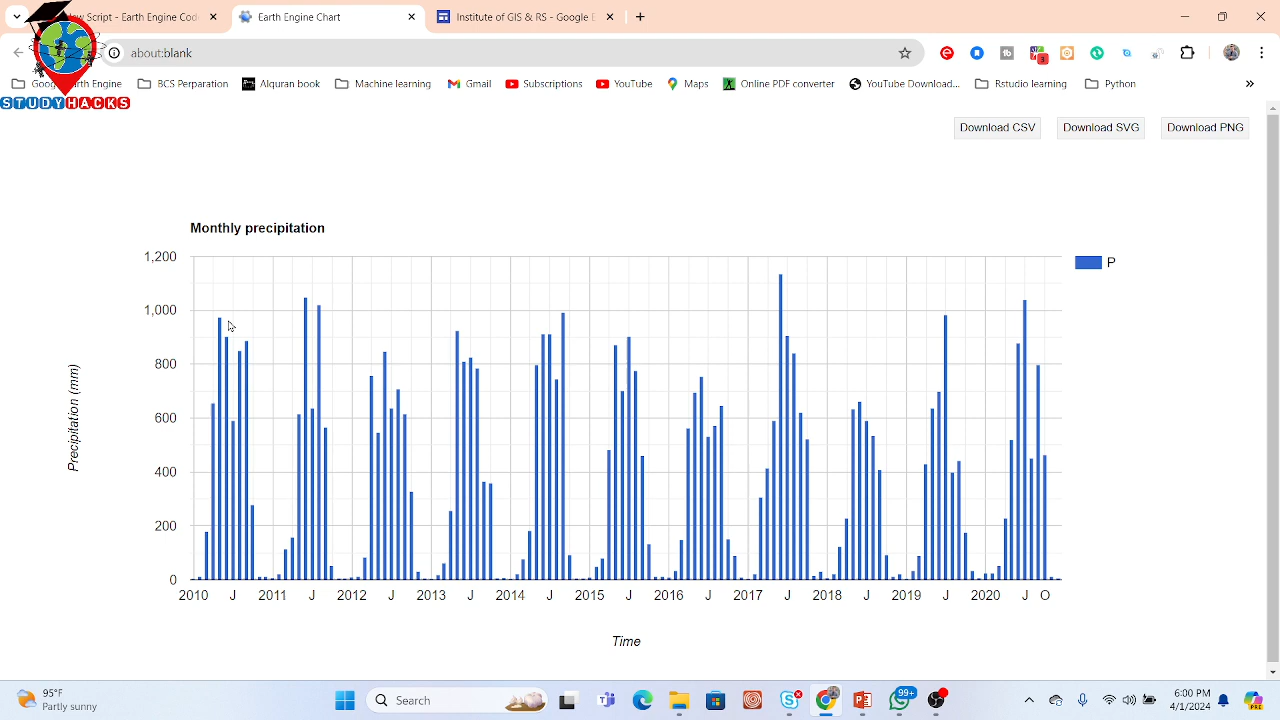 w Script - Earth Engine Cod
Earth Engine Chart
Institute of GIS & RS - Google E
about:blank
3
Earth Engine
BCS Perparation
Alquran book
Machine learning
Gmail
Subscriptions
YouTube
Maps
Online PDF converter
YouTube Download...
Rstudio learning
Python
STUDYHACKS
Download CSV
Download SVG
Download PNG
Monthly precipitation
P
1,200
1,000
800
600
400
200
0
Precipitation (mm)
2010 J 2011 J 2012 J 2013 J 2014 J 2015 J 2016 J 2017 J 2018 J 2019 J 2020 J O
Time
95°F
Partly sunny
Search
99+
6:00 PM
4/1/2024
PRE